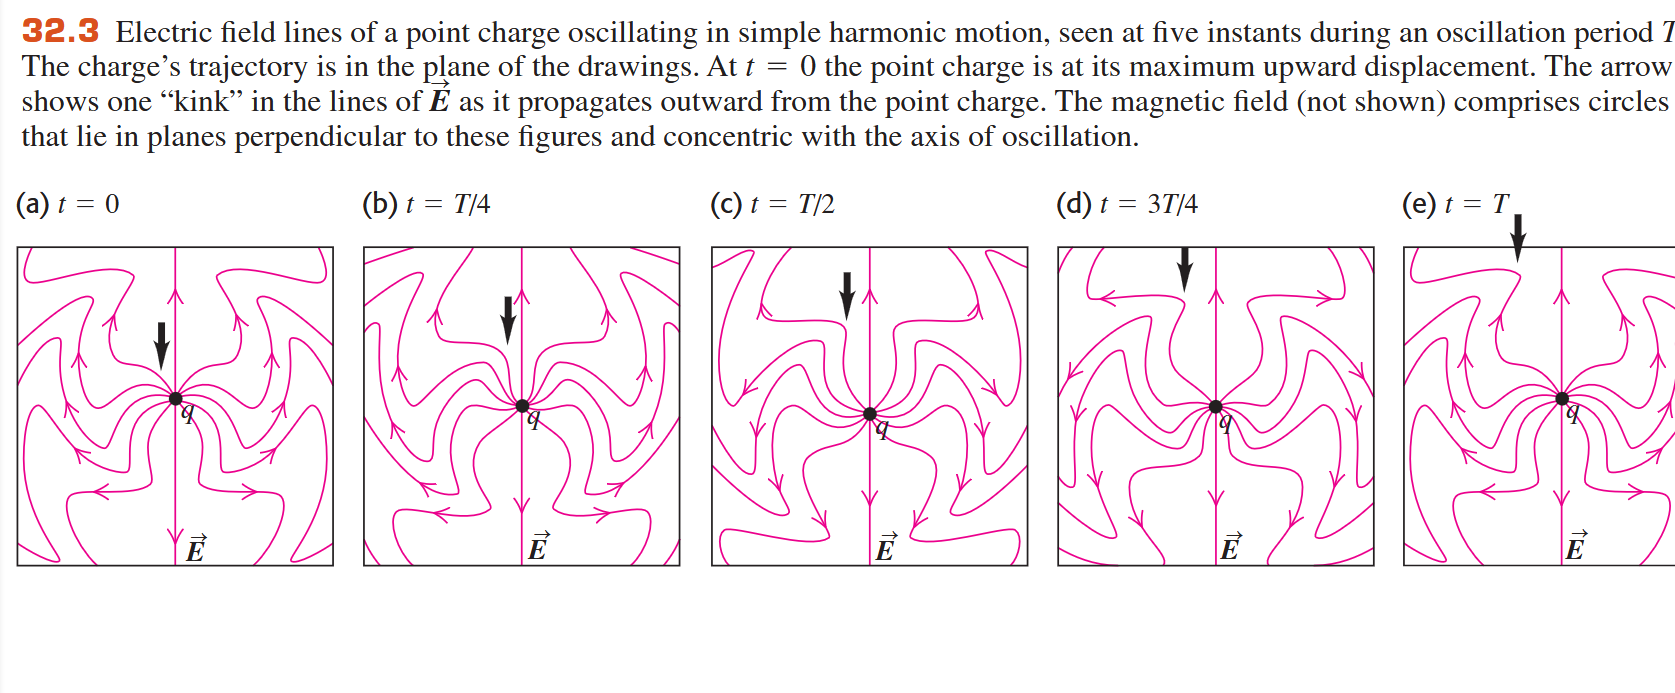 32.3 Electric field lines of a point charge oscillating in simple harmonic motion, seen at five instants during an oscillation period T
The charge’s trajectory is in the plane of the drawings. At t = 0 the point charge is at its maximum upward displacement. The arrow
shows one “kink” in the lines of E⃗ as it propagates outward from the point charge. The magnetic field (not shown) comprises circles
that lie in planes perpendicular to these figures and concentric with the axis of oscillation.
(a) t = 0 (b) t = T/4 (c) t = T/2 (d) t = 3T/4 (e) t = T
q q q q q
E⃗ E⃗ E⃗ E⃗ E⃗